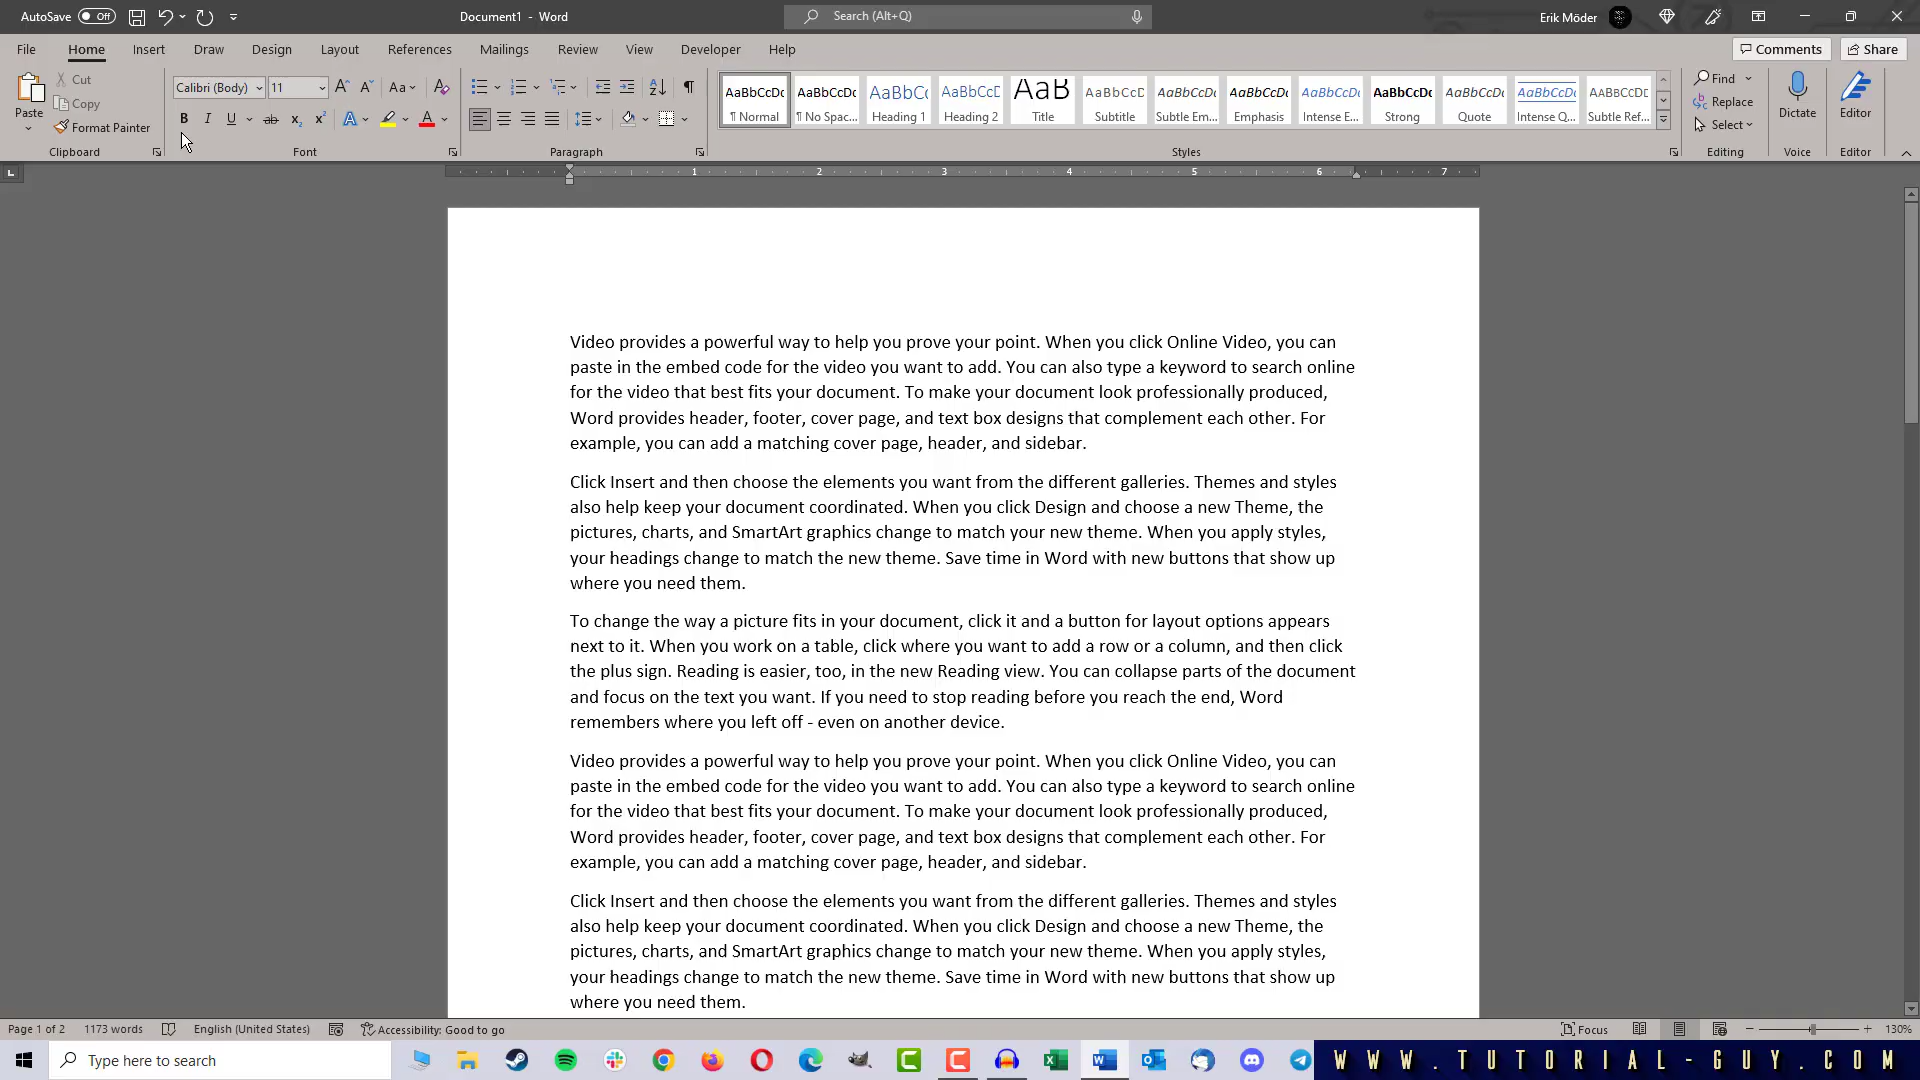 AutoSave Off Document1 - Word Search (Alt+Q) Erik Möder
File Home Insert Draw Design Layout References Mailings Review View Developer Help Comments Share
Paste Cut Copy Format Painter Clipboard
Calibri (Body) 11 Aa B I U ab x₂ x² A A Font
Paragraph
AaBbCcDc ¶ Normal
AaBbCcDc ¶ No Spac...
AaBbC Heading 1
AaBbCcD Heading 2
AaB Title
AaBbCcD Subtitle
AaBbCcDc Subtle Em...
AaBbCcDc Emphasis
AaBbCcDc Intense E...
AaBbCcDc Strong
AaBbCcDc Quote
AaBbCcDc Intense Q...
AABBCCDC Subtle Ref...
Styles
Find
Replace
Select
Editing
Dictate
Voice
Editor
Editor
1 2 3 4 5 6 7
Video provides a powerful way to help you prove your point. When you click Online Video, you can
paste in the embed code for the video you want to add. You can also type a keyword to search online
for the video that best fits your document. To make your document look professionally produced,
Word provides header, footer, cover page, and text box designs that complement each other. For
example, you can add a matching cover page, header, and sidebar.
Click Insert and then choose the elements you want from the different galleries. Themes and styles
also help keep your document coordinated. When you click Design and choose a new Theme, the
pictures, charts, and SmartArt graphics change to match your new theme. When you apply styles,
your headings change to match the new theme. Save time in Word with new buttons that show up
where you need them.
To change the way a picture fits in your document, click it and a button for layout options appears
next to it. When you work on a table, click where you want to add a row or a column, and then click
the plus sign. Reading is easier, too, in the new Reading view. You can collapse parts of the document
and focus on the text you want. If you need to stop reading before you reach the end, Word
remembers where you left off - even on another device.
Video provides a powerful way to help you prove your point. When you click Online Video, you can
paste in the embed code for the video you want to add. You can also type a keyword to search online
for the video that best fits your document. To make your document look professionally produced,
Word provides header, footer, cover page, and text box designs that complement each other. For
example, you can add a matching cover page, header, and sidebar.
Click Insert and then choose the elements you want from the different galleries. Themes and styles
also help keep your document coordinated. When you click Design and choose a new Theme, the
pictures, charts, and SmartArt graphics change to match your new theme. When you apply styles,
your headings change to match the new theme. Save time in Word with new buttons that show up
where you need them.
Page 1 of 2 1173 words English (United States) Accessibility: Good to go Focus 130%
Type here to search WWW.TUTORIAL-GUY.COM